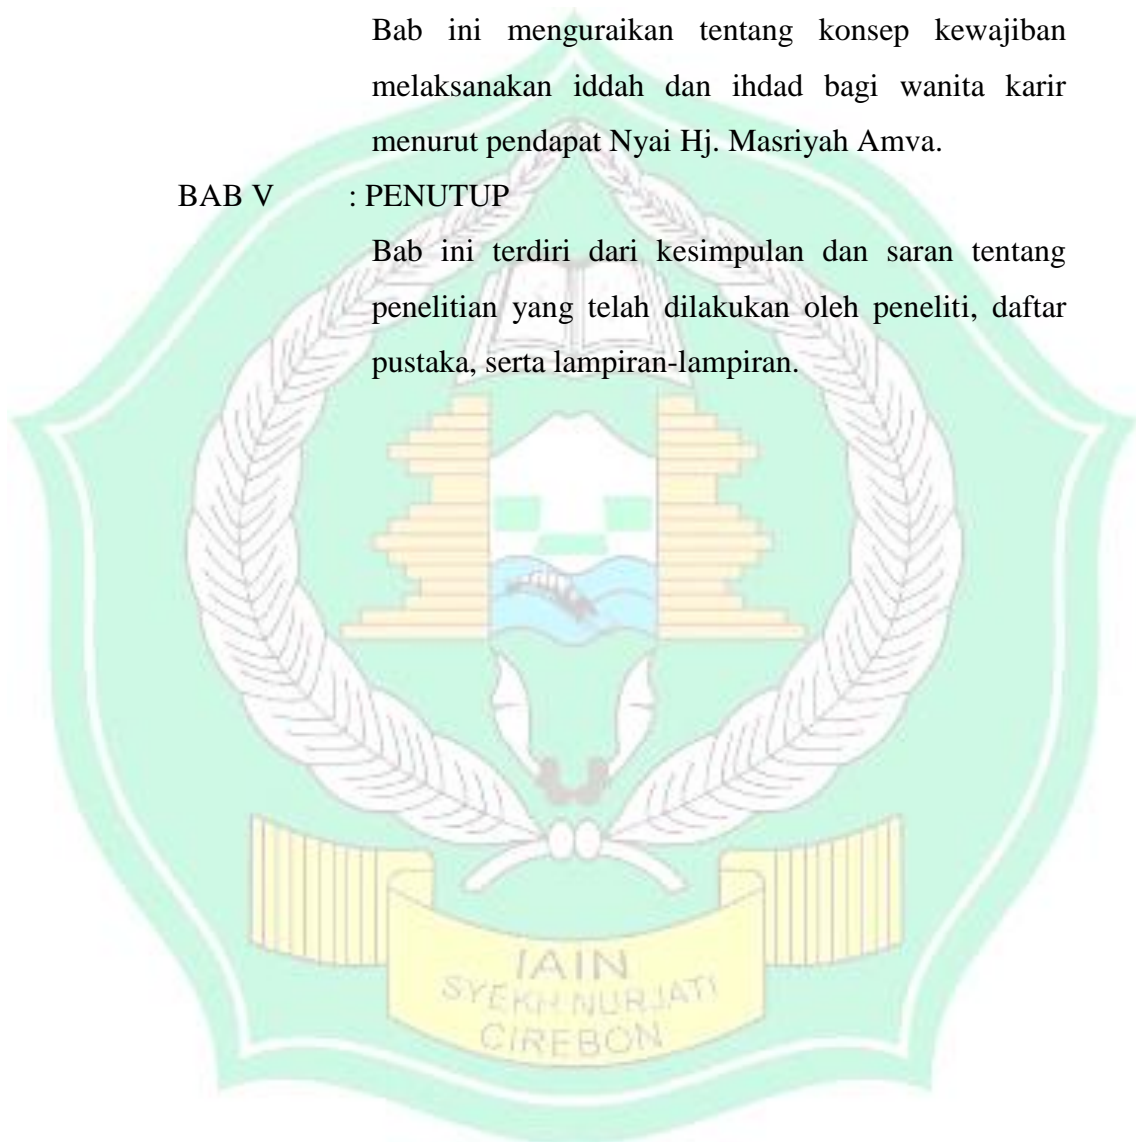 Bab ini menguraikan tentang konsep kewajiban
melaksanakan iddah dan ihdad bagi wanita karir
menurut pendapat Nyai Hj. Masriyah Amva.
BAB V : PENUTUP
Bab ini terdiri dari kesimpulan dan saran tentang
penelitian yang telah dilakukan oleh peneliti, daftar
pustaka, serta lampiran-lampiran.
IAIN
SYEKH NURJATI
CIREBON